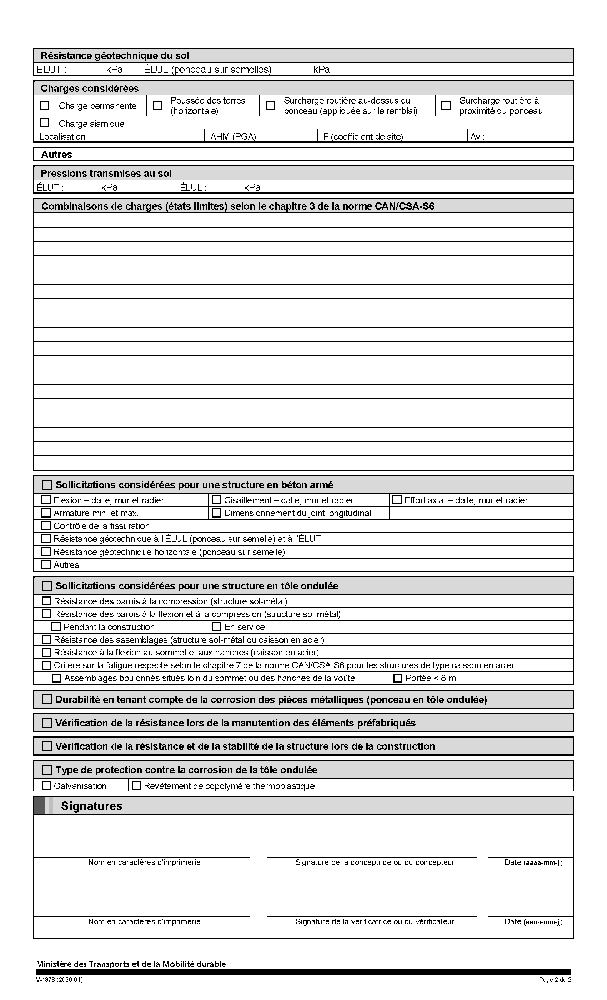 Résistance géotechnique du sol
ÉLUT : kPa ÉLUL (ponceau sur semelles) : kPa
Charges considérées
Charge permanente
Poussée des terres
(horizontale)
Surcharge routière au-dessus du
ponceau (appliquée sur le remblai)
Surcharge routière à
proximité du ponceau
Charge sismique
Localisation AHM (PGA) : F (coefficient de site) : Av :
Autres
Pressions transmises au sol
ÉLUT : kPa ÉLUL : kPa
Combinaisons de charges (états limites) selon le chapitre 3 de la norme CAN/CSA-S6
Sollicitations considérées pour une structure en béton armé
Flexion – dalle, mur et radier Cisaillement – dalle, mur et radier Effort axial – dalle, mur et radier
Armature min. et max. Dimensionnement du joint longitudinal
Contrôle de la fissuration
Résistance géotechnique à l’ÉLUL (ponceau sur semelle) et à l’ÉLUT
Résistance géotechnique horizontale (ponceau sur semelle)
Autres
Sollicitations considérées pour une structure en tôle ondulée
Résistance des parois à la compression (structure sol-métal)
Résistance des parois à la flexion et à la compression (structure sol-métal)
Pendant la construction En service
Résistance des assemblages (structure sol-métal ou caisson en acier)
Résistance à la flexion au sommet et aux hanches (caisson en acier)
Critère sur la fatigue respecté selon le chapitre 7 de la norme CAN/CSA-S6 pour les structures de type caisson en acier
Assemblages boulonnés situés loin du sommet ou des hanches de la voûte Portée < 8 m
Durabilité en tenant compte de la corrosion des pièces métalliques (ponceau en tôle ondulée)
Vérification de la résistance lors de la manutention des éléments préfabriqués
Vérification de la résistance et de la stabilité de la structure lors de la construction
Type de protection contre la corrosion de la tôle ondulée
Galvanisation Revêtement de copolymère thermoplastique
Signatures
Nom en caractères d’imprimerie Signature de la conceptrice ou du concepteur Date (aaaa-mm-jj)
Nom en caractères d’imprimerie Signature de la vérificatrice ou du vérificateur Date (aaaa-mm-jj)
Ministère des Transports et de la Mobilité durable
V-1878 (2020-01) Page 2 de 2